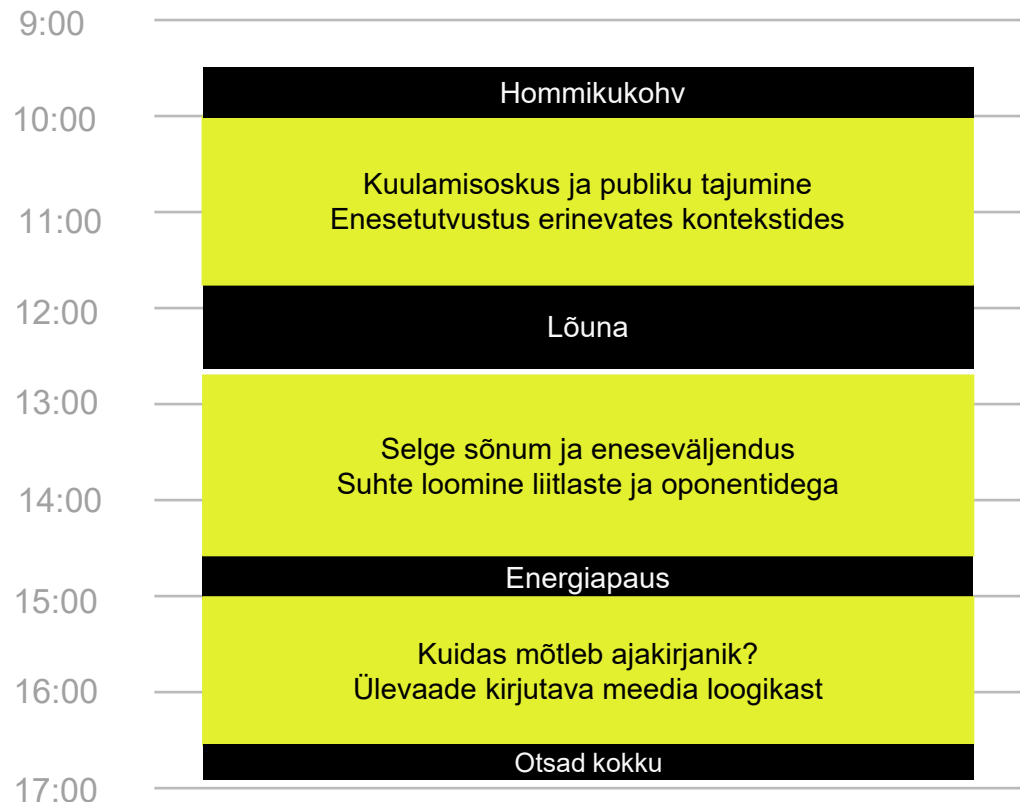 9:00
Hommikukohv
10:00
Kuulamisoskus ja publiku tajumine
Enesetutvustus erinevates kontekstides
11:00
12:00
Lõuna
13:00
Selge sõnum ja eneseväljendus
Suhte loomine liitlaste ja oponentidega
14:00
Energiapaus
15:00
Kuidas mõtleb ajakirjanik?
Ülevaade kirjutava meedia loogikast
16:00
Otsad kokku
17:00